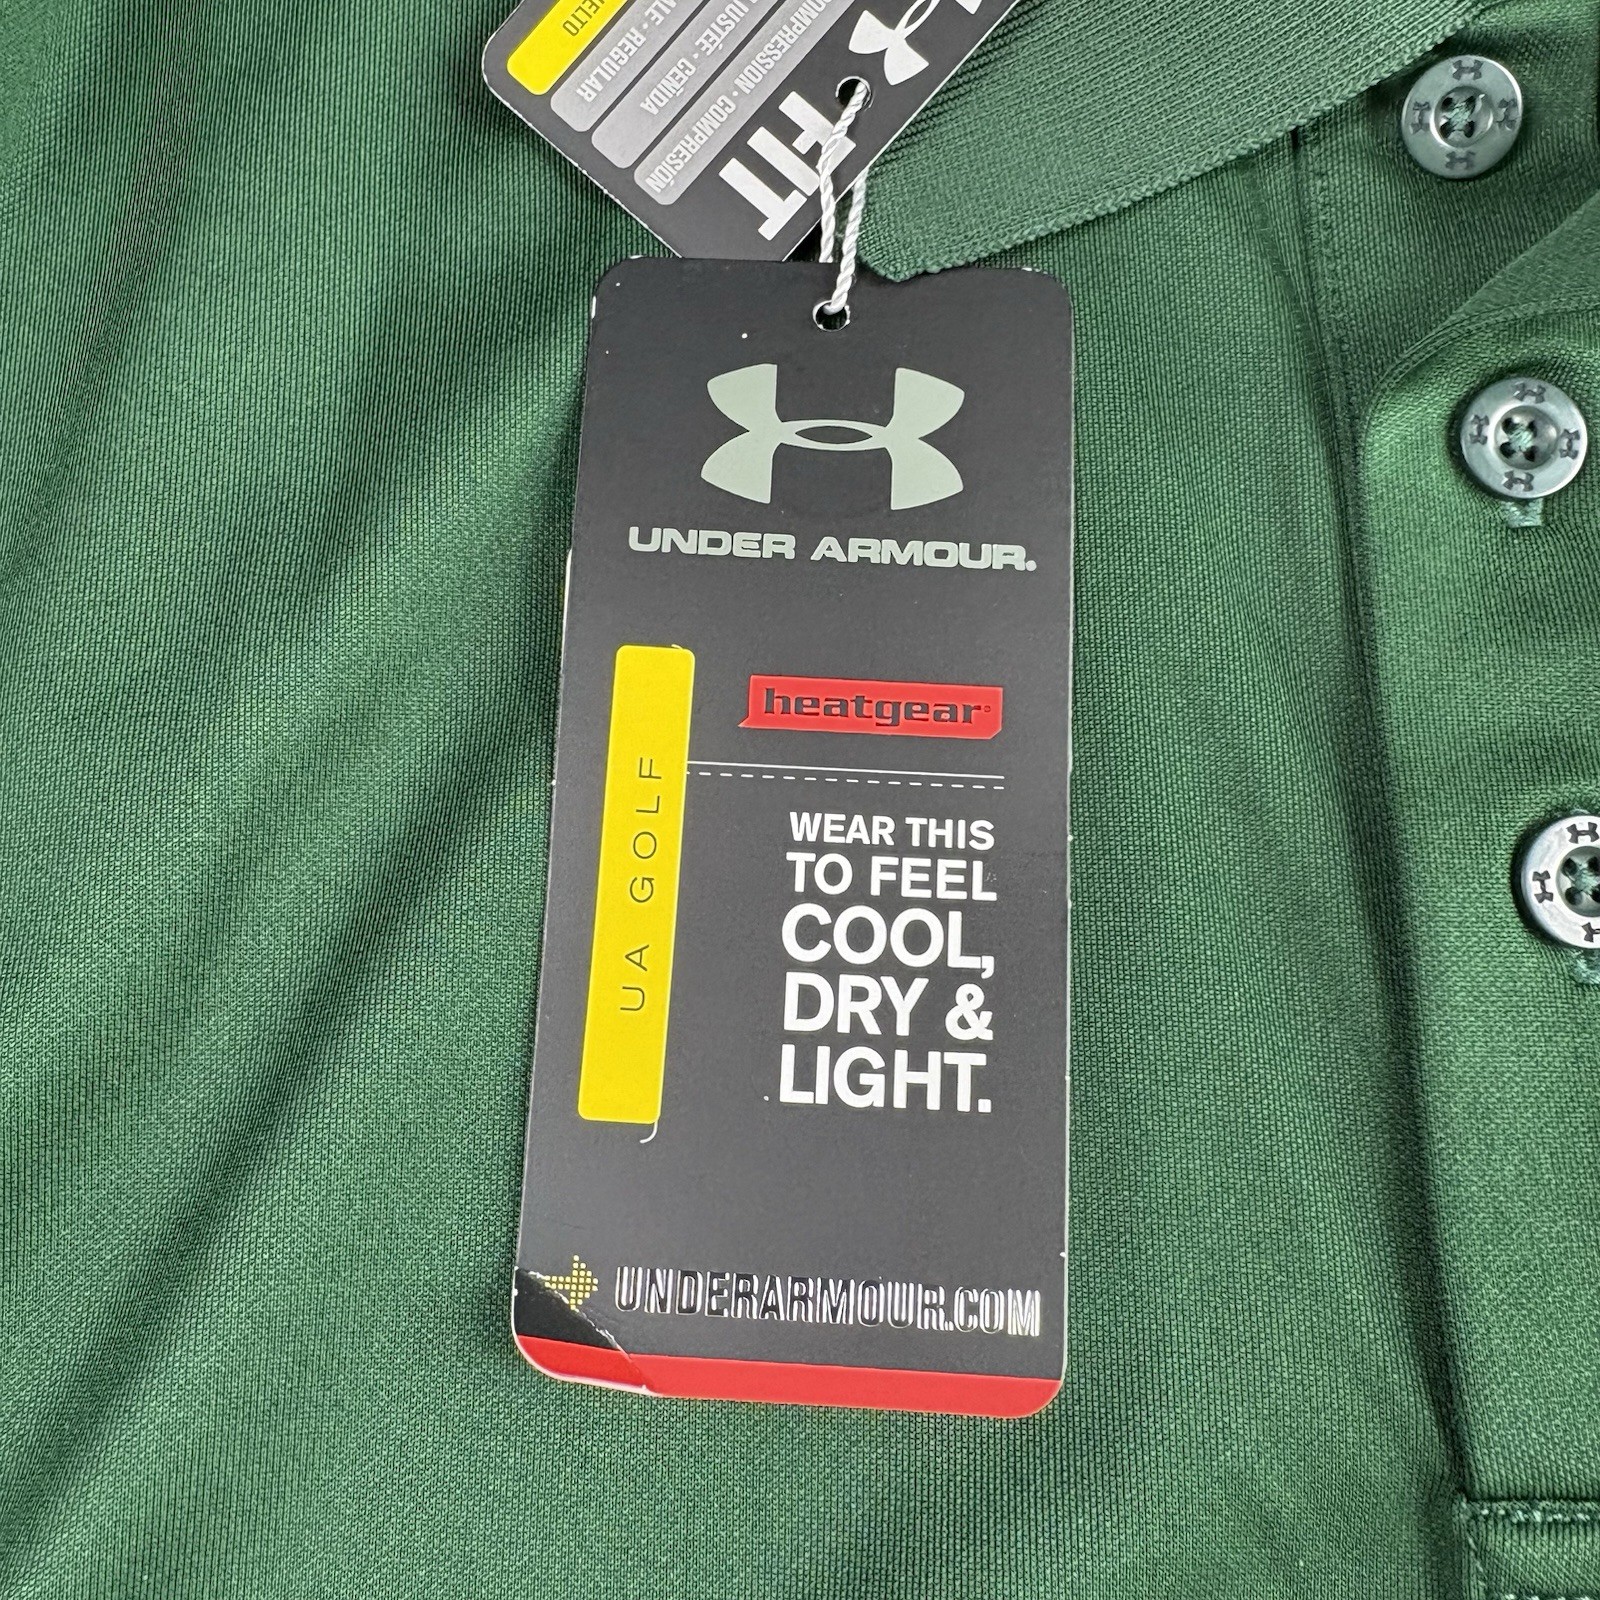 REGULAR
CEÑIDA
COMPRESSION · COMPRESIÓN
FIT
UNDER ARMOUR®
heatgear®
UA GOLF
WEAR THIS
TO FEEL
COOL,
DRY &
LIGHT.
UNDERARMOUR.COM